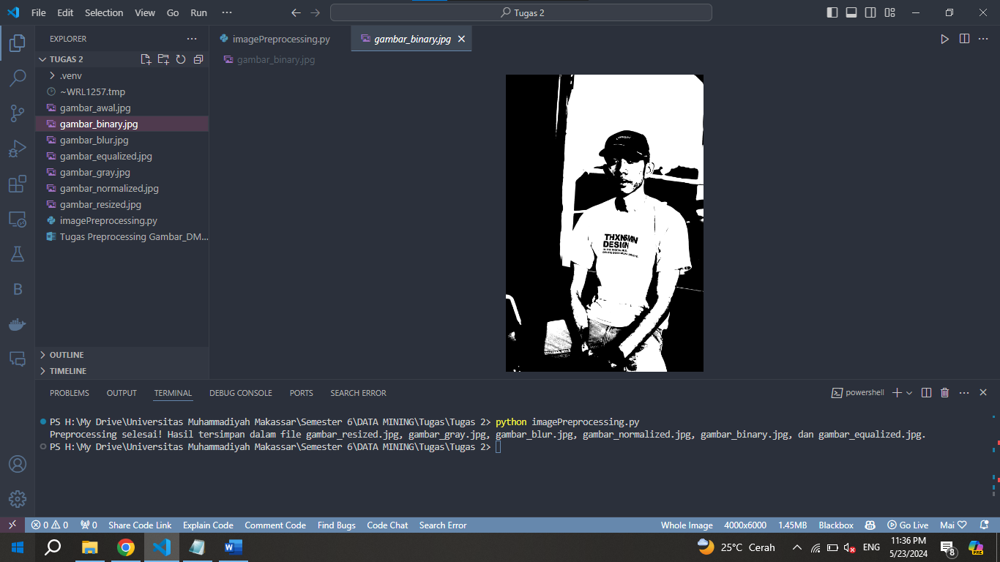 File Edit Selection View Go Run ··· Tugas 2
EXPLORER ···
TUGAS 2
.venv
~WRL1257.tmp
gambar_awal.jpg
gambar_binary.jpg
gambar_blur.jpg
gambar_equalized.jpg
gambar_gray.jpg
gambar_normalized.jpg
gambar_resized.jpg
imagePreprocessing.py
Tugas Preprocessing Gambar_DM...
OUTLINE
TIMELINE
imagePreprocessing.py gambar_binary.jpg
gambar_binary.jpg
THXNSMN
DESIGN
PROBLEMS OUTPUT TERMINAL DEBUG CONSOLE PORTS SEARCH ERROR powershell
PS H:\My Drive\Universitas Muhammadiyah Makassar\Semester 6\DATA MINING\Tugas\Tugas 2> python imagePreprocessing.py
Preprocessing selesai! Hasil tersimpan dalam file gambar_resized.jpg, gambar_gray.jpg, gambar_blur.jpg, gambar_normalized.jpg, gambar_binary.jpg, dan gambar_equalized.jpg.
PS H:\My Drive\Universitas Muhammadiyah Makassar\Semester 6\DATA MINING\Tugas\Tugas 2>
0 0 0 Share Code Link Explain Code Comment Code Find Bugs Code Chat Search Error Whole Image 4000x6000 1.45MB Blackbox Go Live Mai
25°C Cerah ENG 11:36 PM
5/23/2024 8 PRE